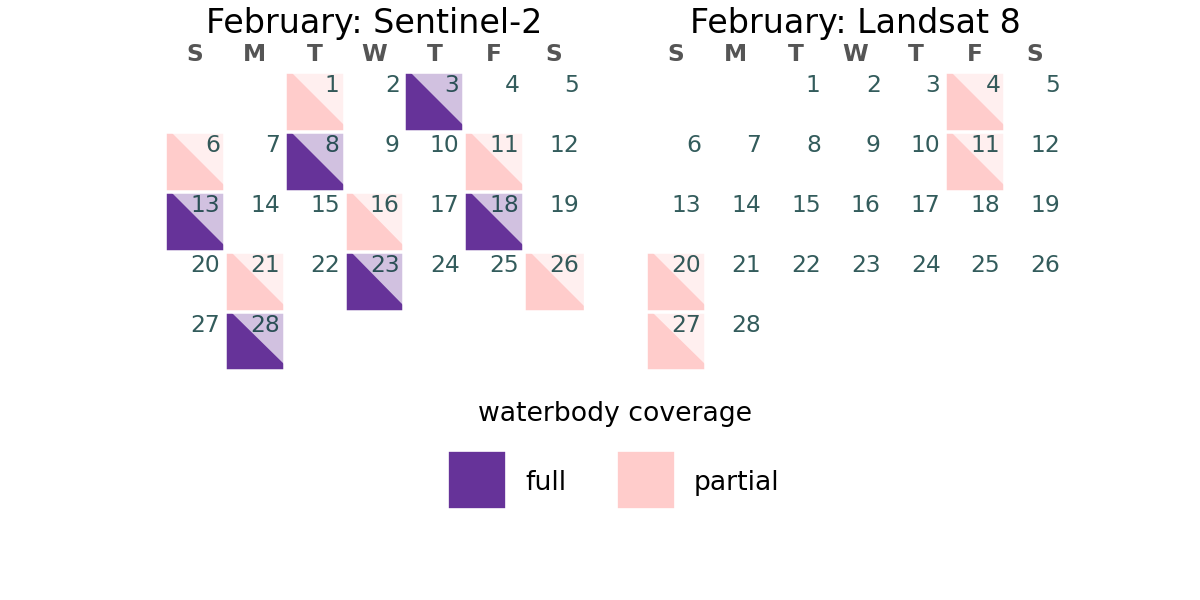 February: Sentinel-2
S M T W T F S
1 2 3 4 5
6 7 8 9 10 11 12
13 14 15 16 17 18 19
20 21 22 23 24 25 26
27 28
February: Landsat 8
S M T W T F S
1 2 3 4 5
6 7 8 9 10 11 12
13 14 15 16 17 18 19
20 21 22 23 24 25 26
27 28
waterbody coverage
full
partial